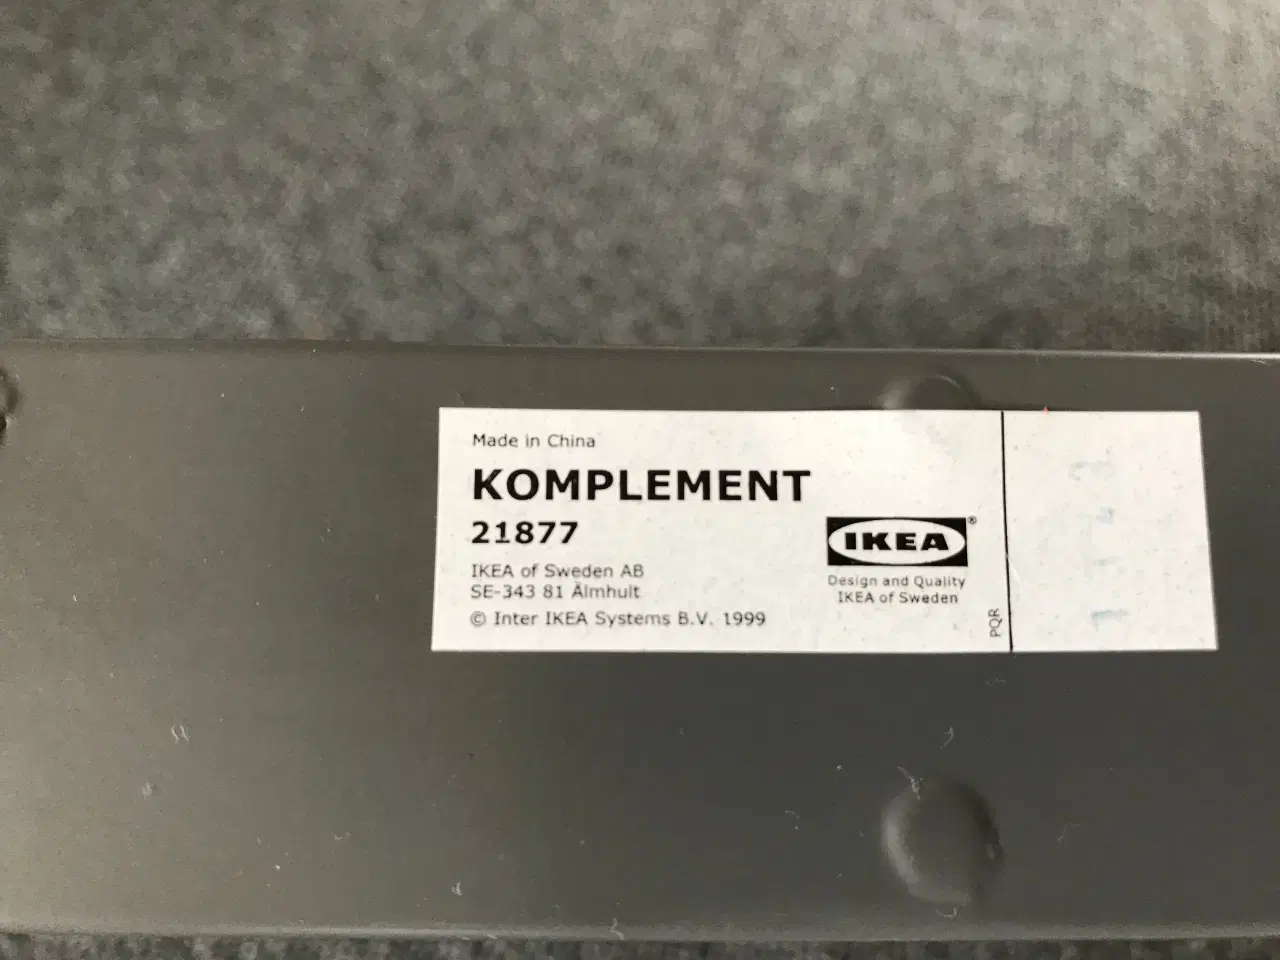 Made in China
KOMPLEMENT
21877
IKEA of Sweden AB
SE-343 81 Älmhult
© Inter IKEA Systems B.V. 1999
IKEA®
Design and Quality
IKEA of Sweden
PQR